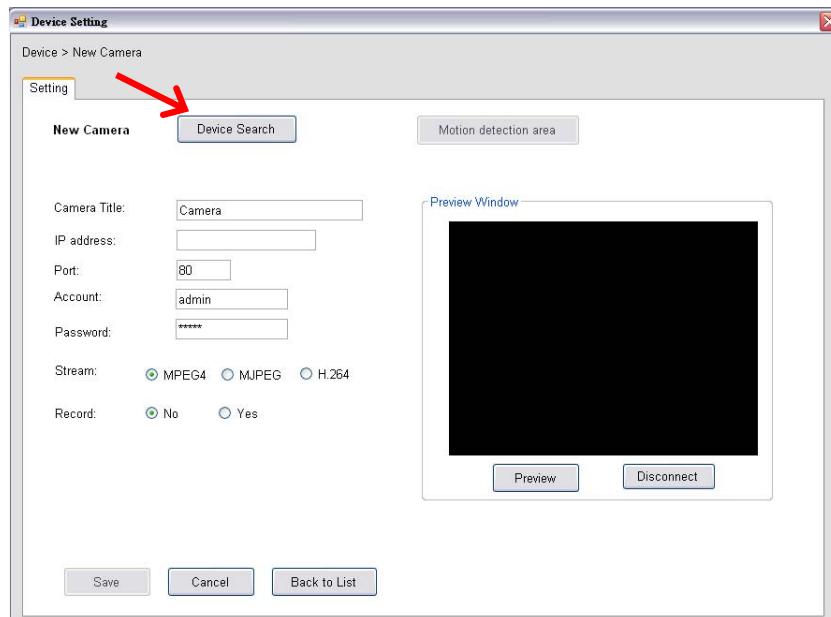 Device Setting
Device > New Camera
Setting
New Camera
Device Search
Motion detection area
Camera Title:
Camera
IP address:
Port:
80
Account:
admin
Password:
*****
Stream:
MPEG4
MJPEG
H.264
Record:
No
Yes
Preview Window
Preview
Disconnect
Save
Cancel
Back to List